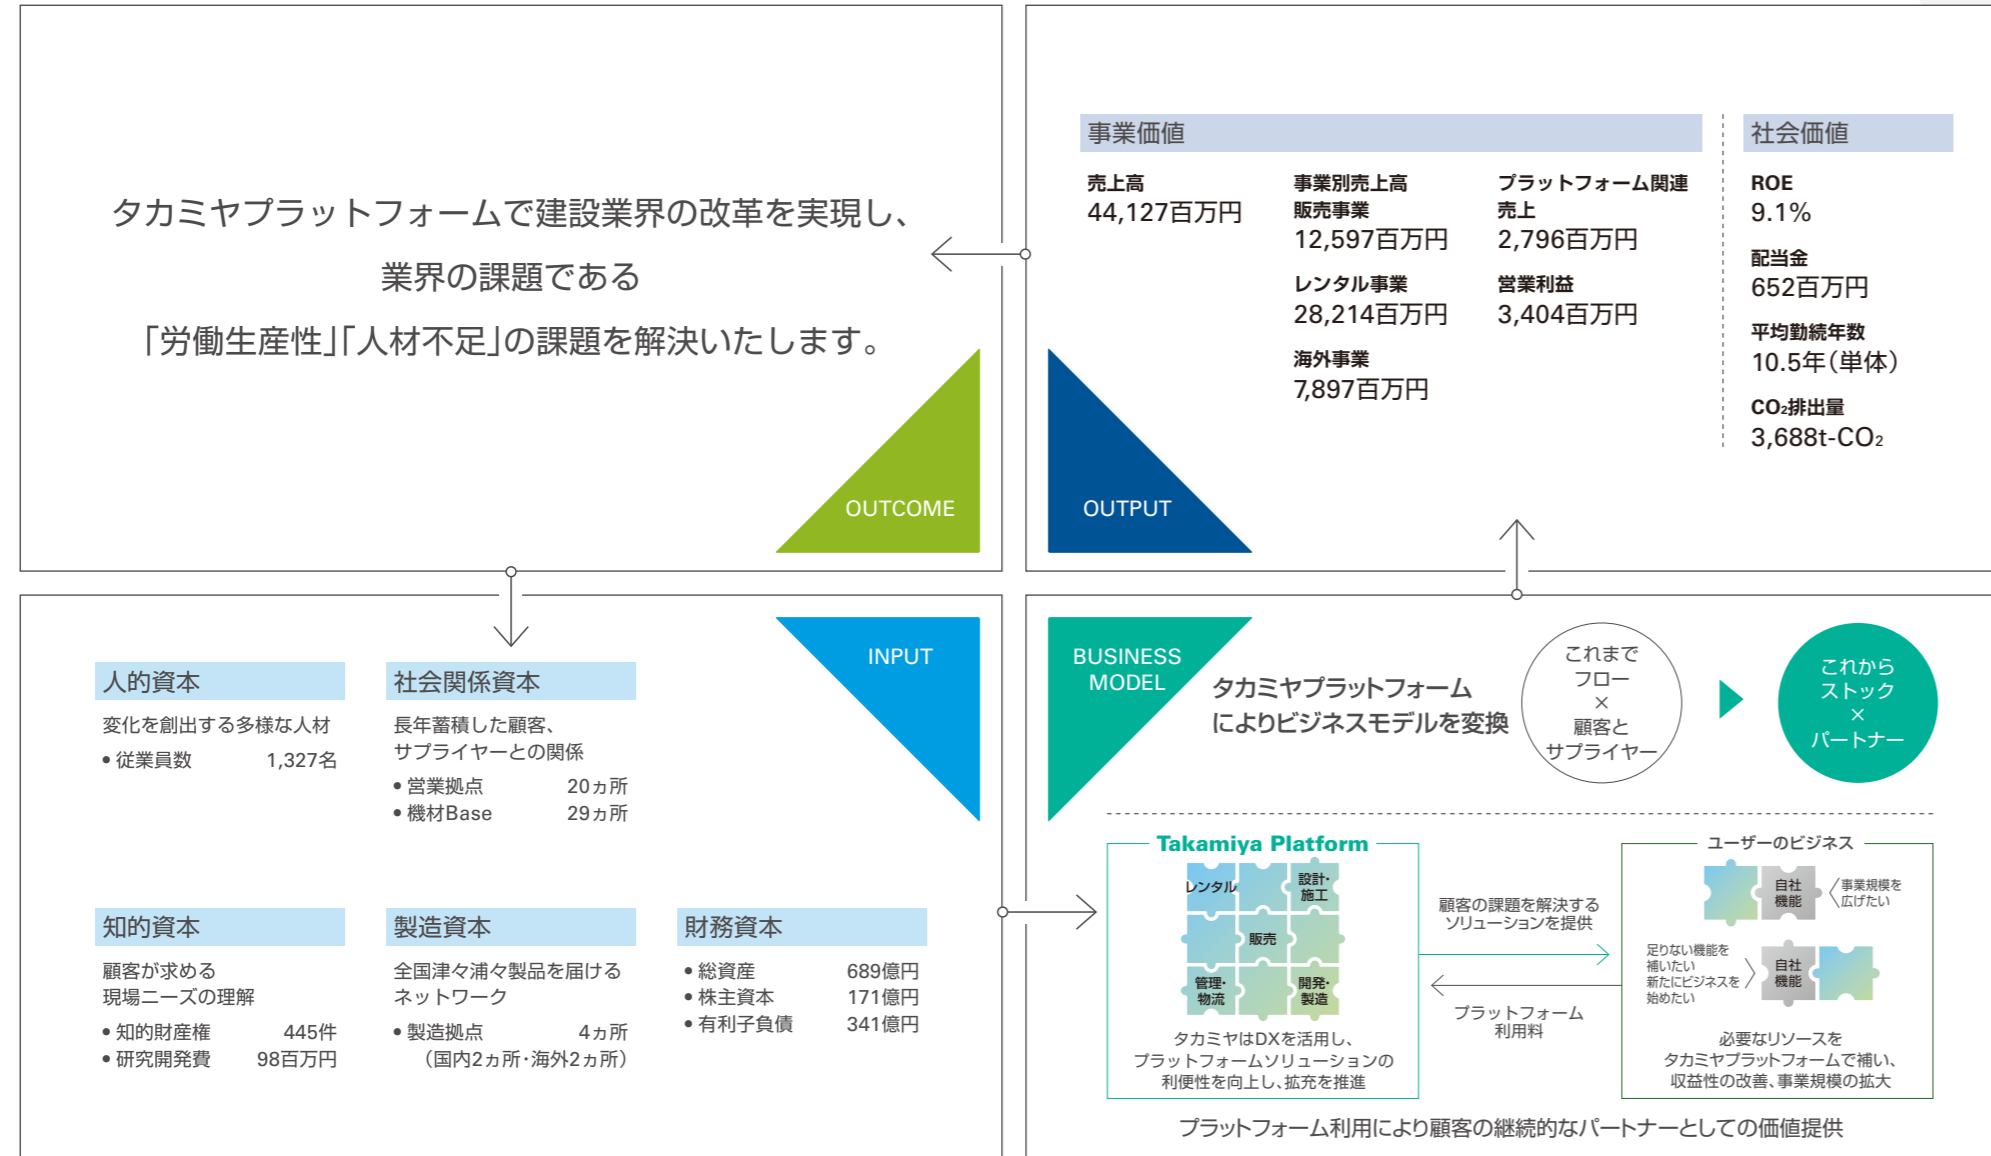 タカミヤプラットフォームで建設業界の改革を実現し、
業界の課題である
「労働生産性」「人材不足」の課題を解決いたします。
OUTCOME
事業価値
売上高
44,127百万円
事業別売上高
販売事業
12,597百万円
レンタル事業
28,214百万円
海外事業
7,897百万円
プラットフォーム関連
売上
2,796百万円
営業利益
3,404百万円
社会価値
ROE
9.1%
配当金
652百万円
平均勤続年数
10.5年（単体）
CO₂排出量
3,688t-CO₂
OUTPUT
INPUT
人的資本
変化を創出する多様な人材
• 従業員数 1,327名
社会関係資本
長年蓄積した顧客、
サプライヤーとの関係
• 営業拠点 20ヵ所
• 機材Base 29ヵ所
知的資本
顧客が求める
現場ニーズの理解
• 知的財産権 445件
• 研究開発費 98百万円
製造資本
全国津々浦々製品を届ける
ネットワーク
• 製造拠点 4ヵ所
（国内2ヵ所・海外2ヵ所）
財務資本
• 総資産 689億円
• 株主資本 171億円
• 有利子負債 341億円
BUSINESS
MODEL
タカミヤプラットフォーム
によりビジネスモデルを変換
これまで
フロー
×
顧客と
サプライヤー
これから
ストック
×
パートナー
Takamiya Platform
レンタル
設計・
施工
販売
管理・
物流
開発・
製造
タカミヤはDXを活用し、
プラットフォームソリューションの
利便性を向上し、拡充を推進
顧客の課題を解決する
ソリューションを提供
プラットフォーム
利用料
ユーザーのビジネス
自社
機能
事業規模を
広げたい
足りない機能を
補いたい
新たにビジネスを
始めたい
自社
機能
必要なリソースを
タカミヤプラットフォームで補い、
収益性の改善、事業規模の拡大
プラットフォーム利用により顧客の継続的なパートナーとしての価値提供